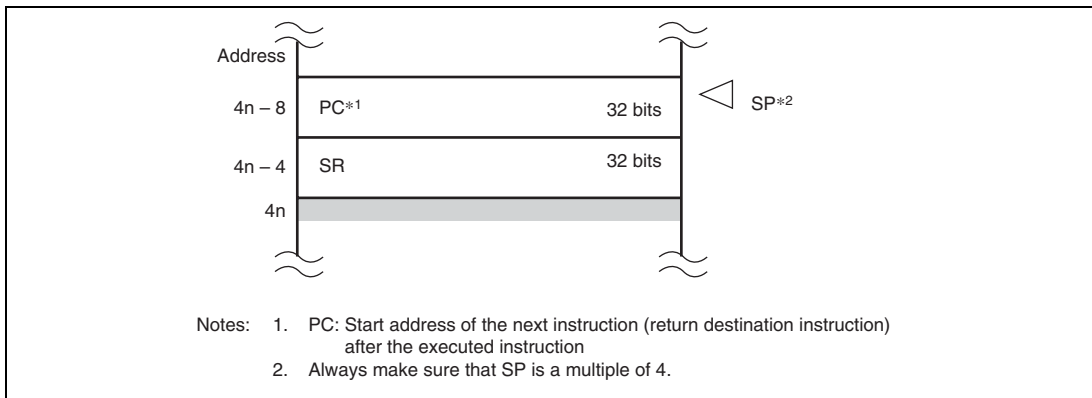 Address
4n – 8 PC*1 32 bits SP*2
4n – 4 SR 32 bits
4n
Notes: 1. PC: Start address of the next instruction (return destination instruction)
after the executed instruction
2. Always make sure that SP is a multiple of 4.